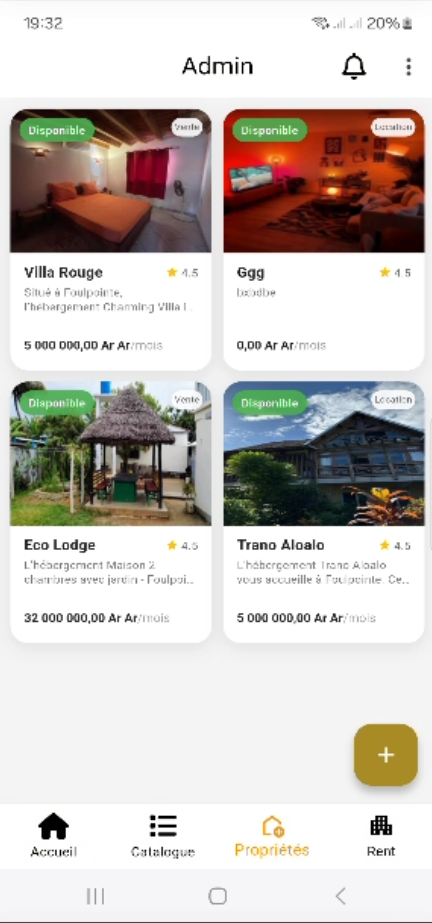 19:32
20%
Admin
Disponible
Vente
Disponible
Location
Villa Rouge
4.5
Ggg
4.5
Situé à Foulpointe,
l'hébergement Charming Villa I...
bxbdbe
5 000 000,00 Ar Ar/mois
0,00 Ar Ar/mois
Disponible
Vente
Disponible
Location
Eco Lodge
4.5
Trano Aloalo
4.5
L'hébergement Maison 2
chambres avec jardin - Foulpoi...
L'hébergement Trano Aloalo
vous accueille à Foulpointe. Ce...
32 000 000,00 Ar Ar/mois
5 000 000,00 Ar Ar/mois
+
Accueil
Catalogue
Propriétés
Rent